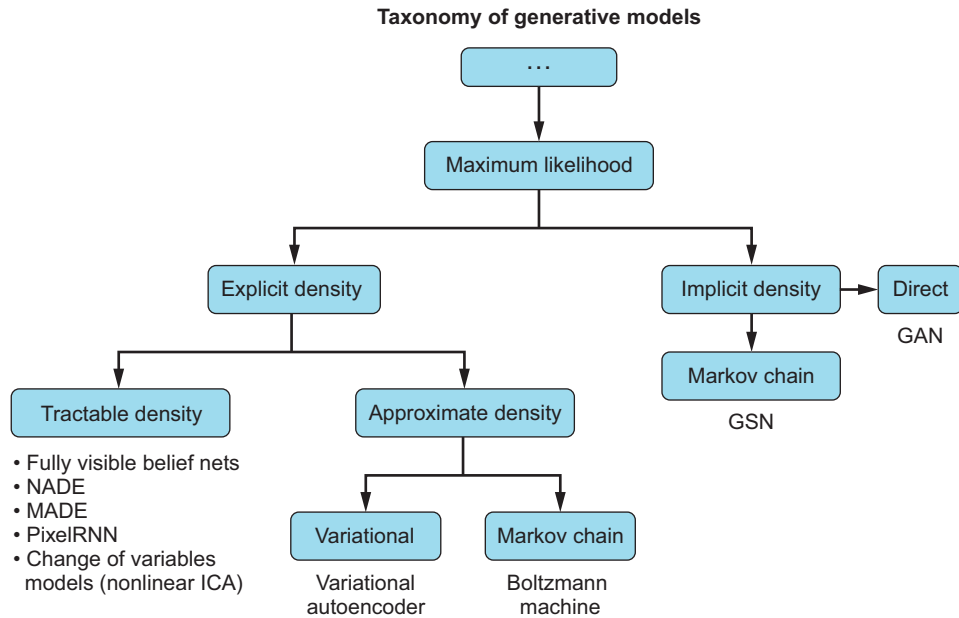 Taxonomy of generative models
...
Maximum likelihood
Explicit density
Implicit density
Direct
GAN
Markov chain
GSN
Tractable density
Approximate density
• Fully visible belief nets
• NADE
• MADE
• PixelRNN
• Change of variables
models (nonlinear ICA)
Variational
Markov chain
Variational
autoencoder
Boltzmann
machine